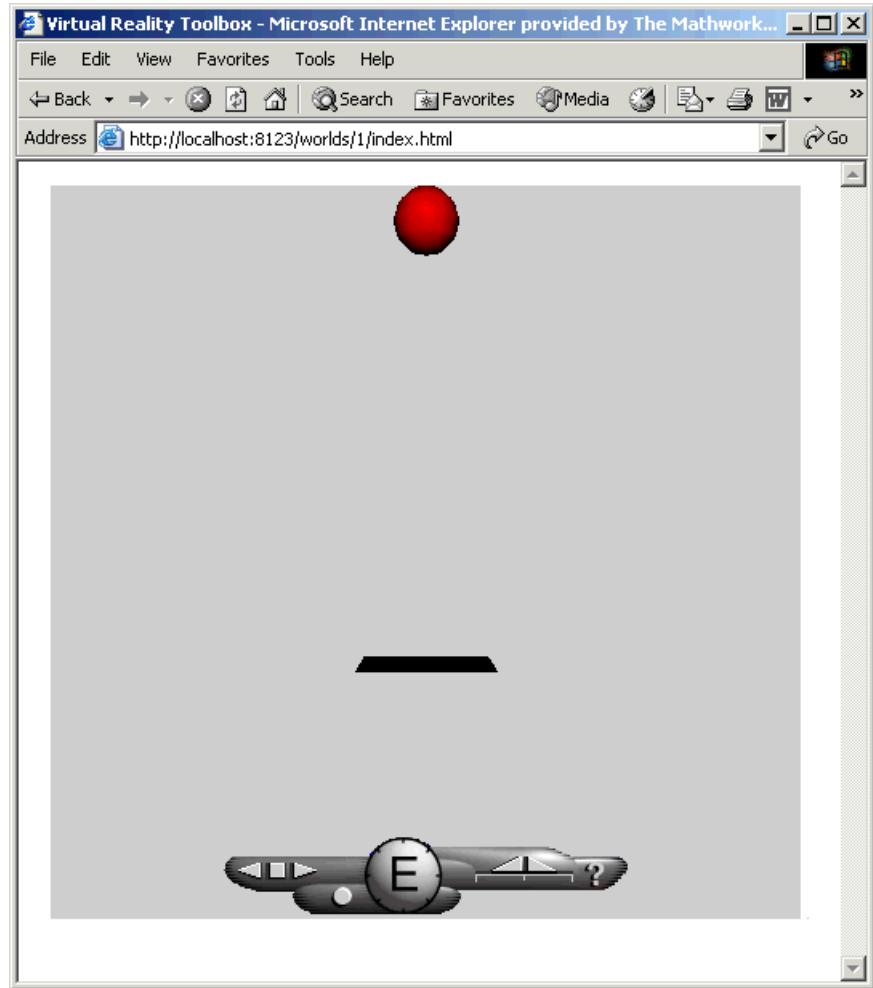 Virtual Reality Toolbox - Microsoft Internet Explorer provided by The Mathwork...
File Edit View Favorites Tools Help
Back Search Favorites Media W »
Address http://localhost:8123/worlds/1/index.html Go
E ?